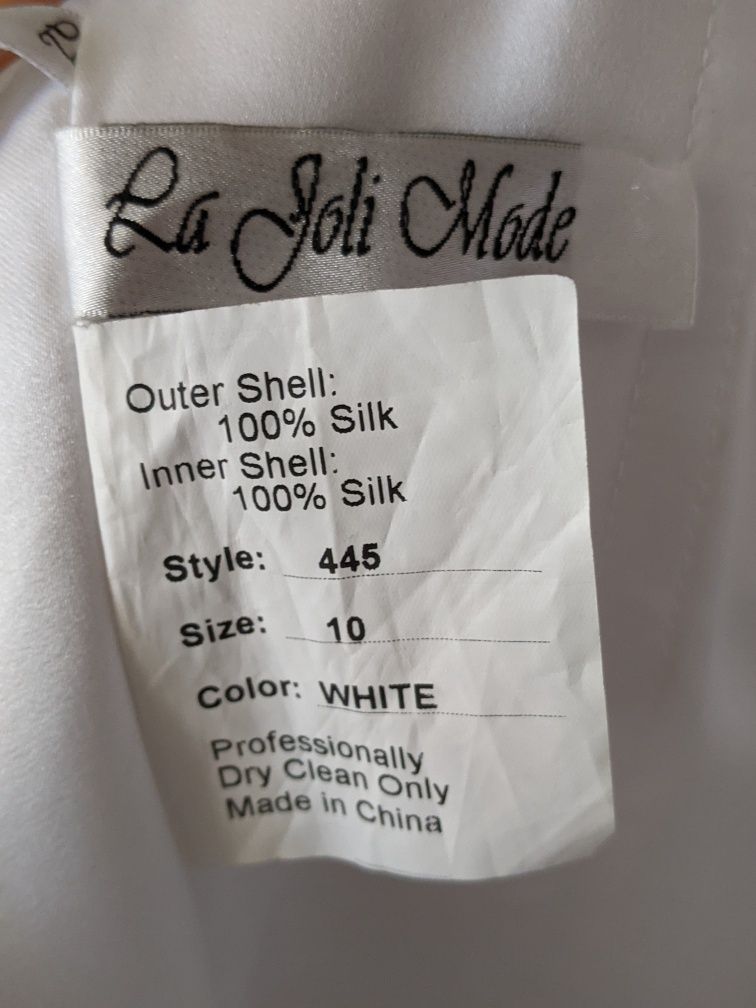 La Joli Mode
Outer Shell:
100% Silk
Inner Shell:
100% Silk
Style: 445
Size: 10
Color: WHITE
Professionally
Dry Clean Only
Made in China